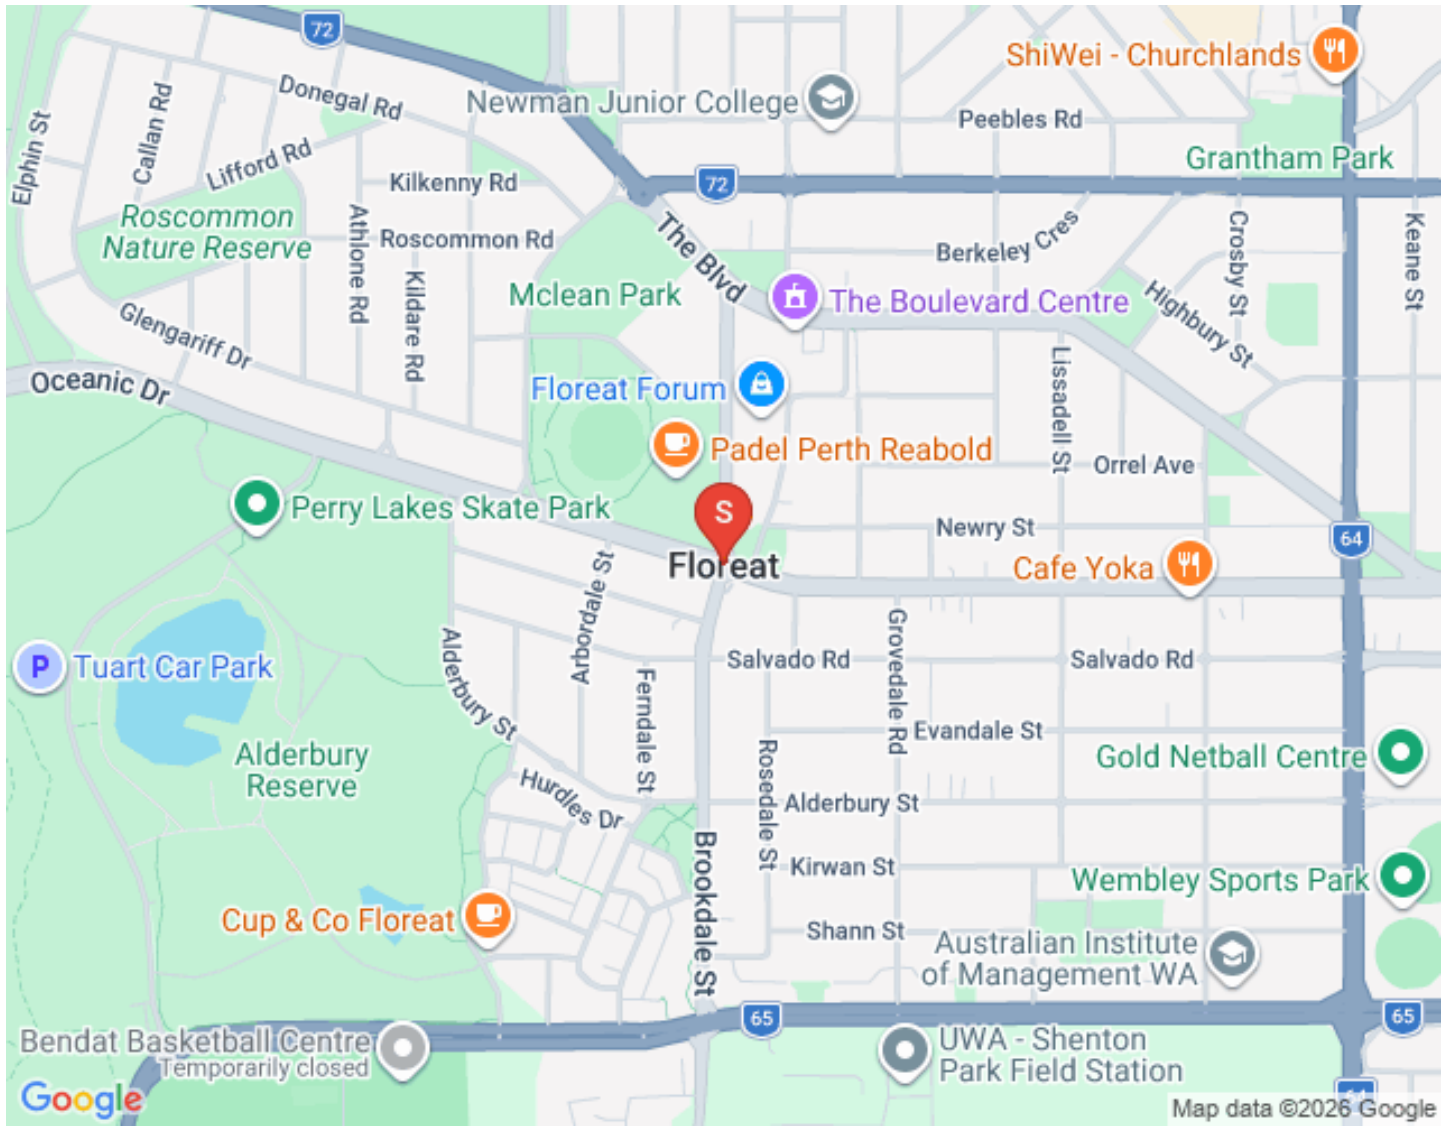 72
ShiWei - Churchlands
Donegal Rd
Newman Junior College
Callan Rd
Peebles Rd
Elphin St
Lifford Rd
Grantham Park
Kilkenny Rd
72
Roscommon
Nature Reserve
Athlone Rd
Roscommon Rd
The Blvd
Berkeley Cres
Crosby St
Keane St
Kildare Rd
Mclean Park
The Boulevard Centre
Highbury St
Glengariff Dr
Oceanic Dr
Floreat Forum
Lissadell St
Padel Perth Reabold
Orrel Ave
Perry Lakes Skate Park
S
Newry St
64
Floreat
Cafe Yoka
Arbordale St
P
Tuart Car Park
Alderbury St
Ferndale St
Salvado Rd
Grovedale Rd
Salvado Rd
Evandale St
Alderbury
Reserve
Rosedale St
Gold Netball Centre
Hurdles Dr
Alderbury St
Brookdale St
Kirwan St
Wembley Sports Park
Cup & Co Floreat
Shann St
Australian Institute
of Management WA
65
65
Bendat Basketball Centre
Temporarily closed
UWA - Shenton
Park Field Station
64
Google
Map data ©2026 Google